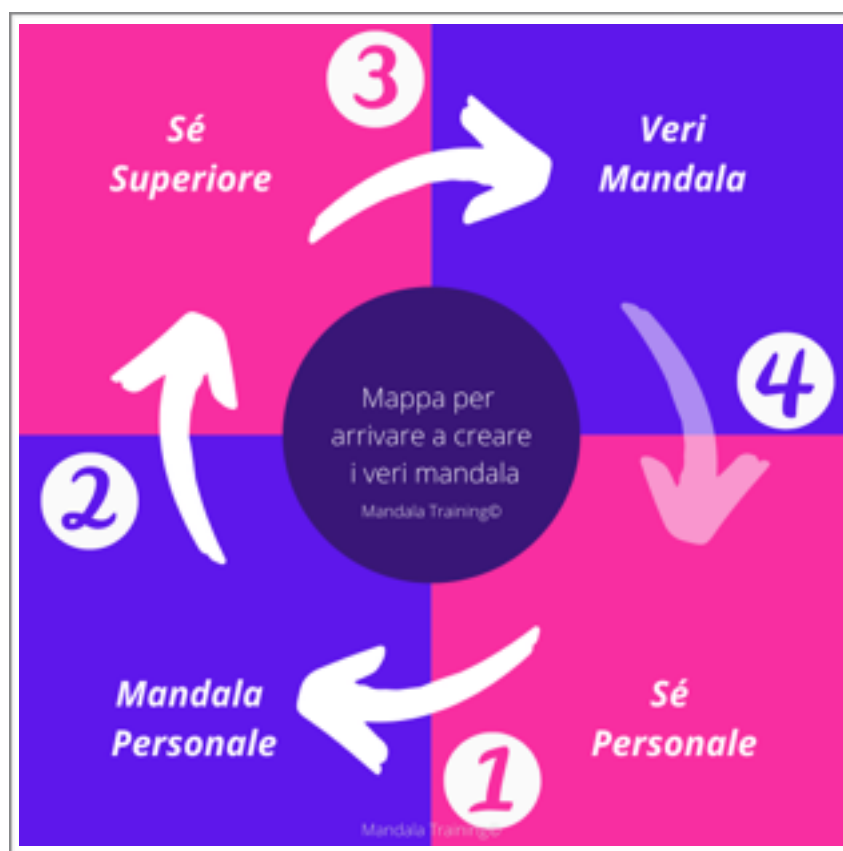 3
Sé
Superiore
Veri
Mandala
4
Mappa per
arrivare a creare
i veri mandala
Mandala Training©
2
Mandala
Personale
Sé
Personale
1
Mandala Training©